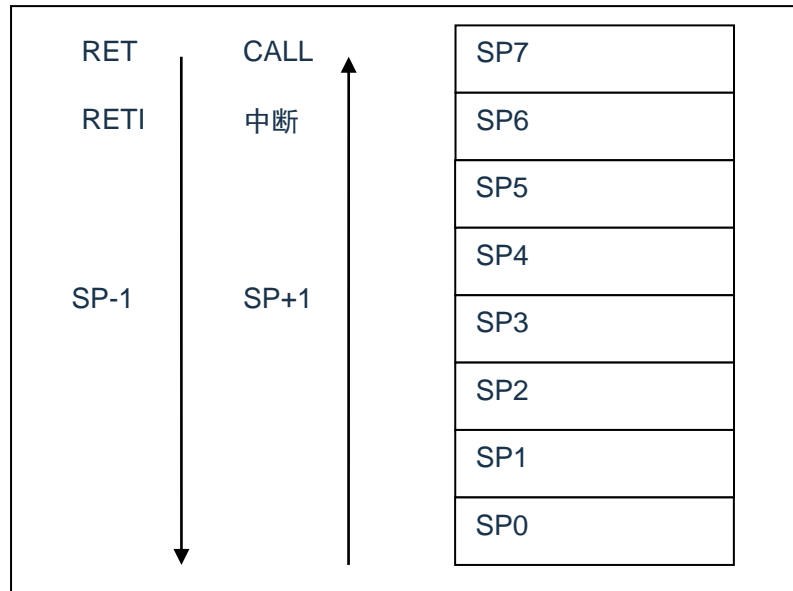 RET CALL SP7
RETI 中断 SP6
SP5
SP4
SP-1 SP+1
SP3
SP2
SP1
SP0